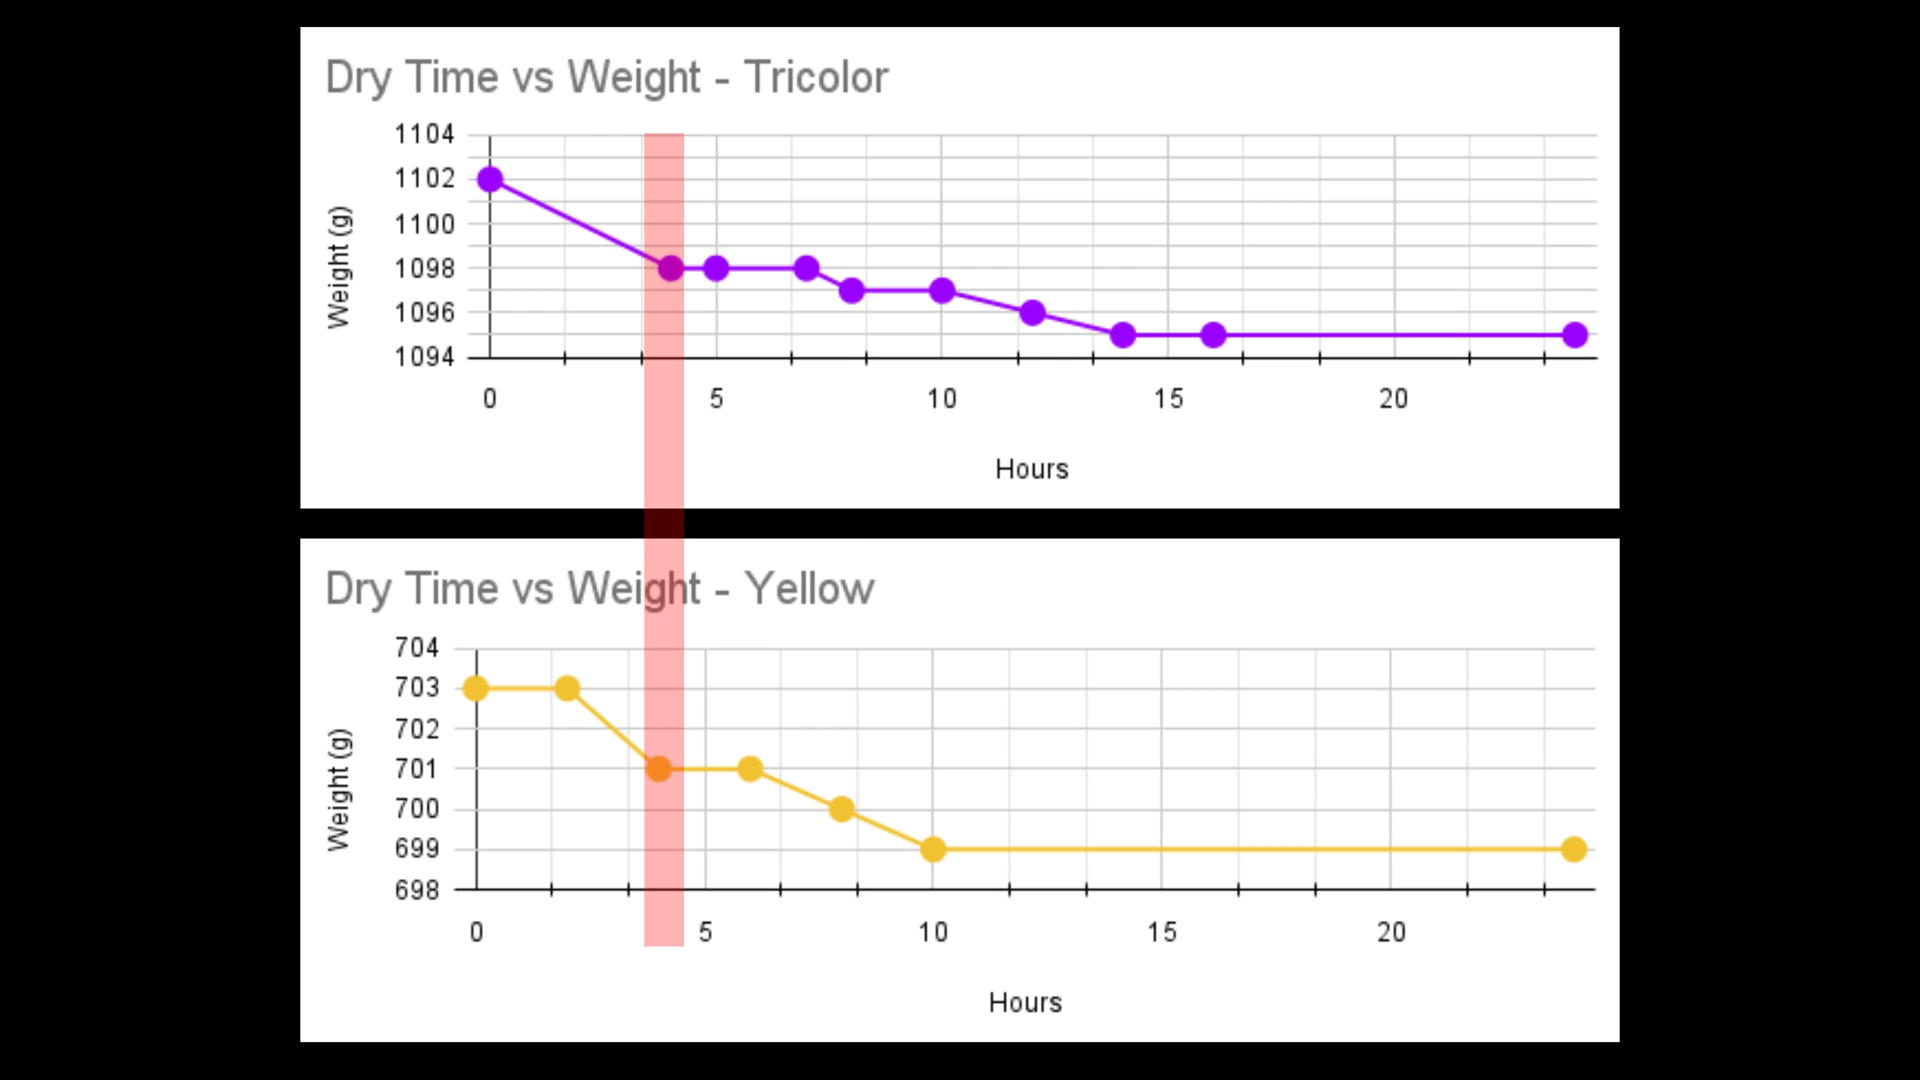 Dry Time vs Weight - Tricolor
1104
1102
1100
1098
1096
1094
Weight (g)
0 5 10 15 20
Hours
Dry Time vs Weight - Yellow
704
703
702
701
700
699
698
Weight (g)
0 5 10 15 20
Hours